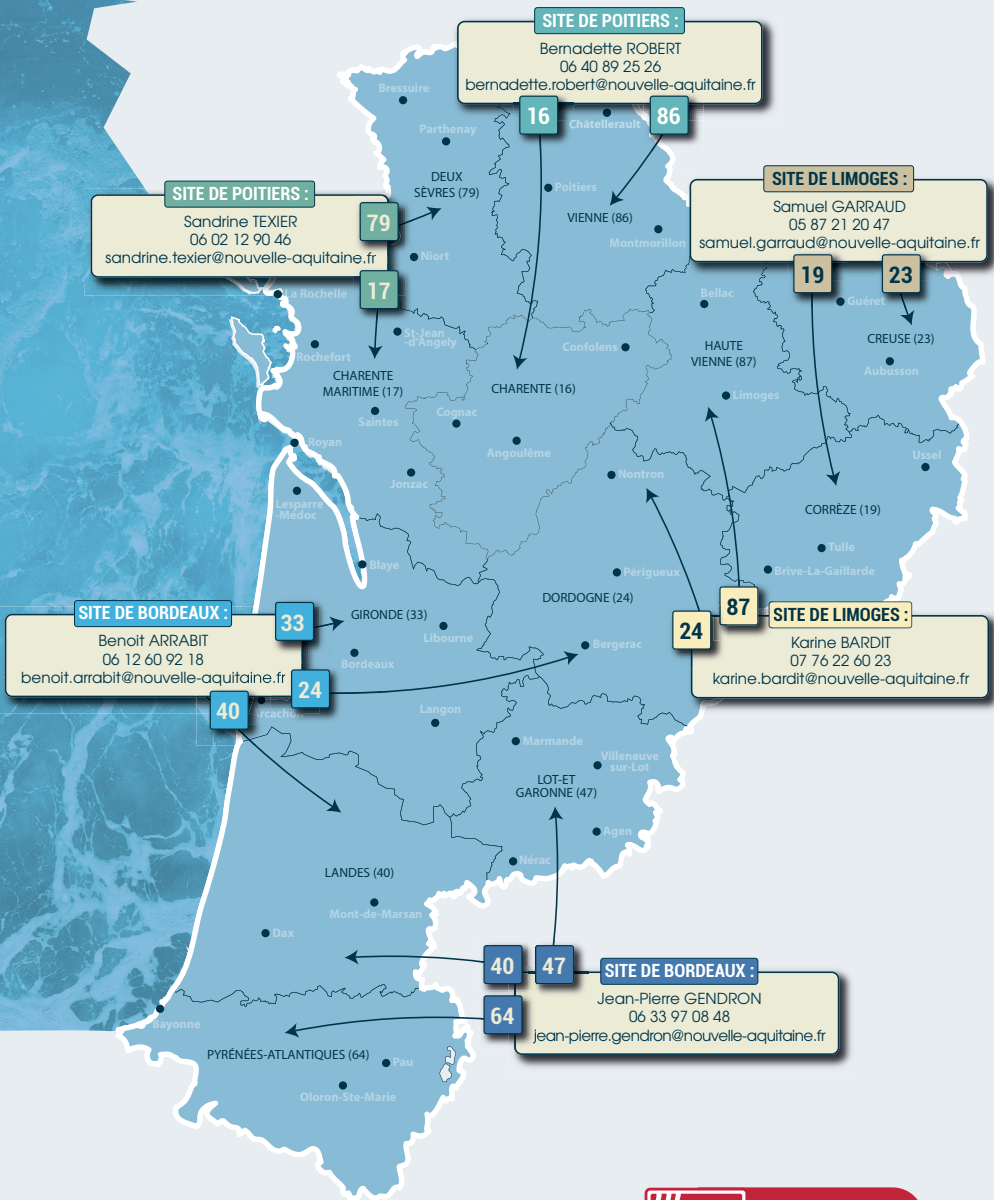 SITE DE POITIERS :
Bernadette ROBERT
06 40 89 25 26
bernadette.robert@nouvelle-aquitaine.fr
16
86
Bressuire
Châtellerault
Parthenay
DEUX
SÈVRES (79)
Poitiers
VIENNE (86)
Montmorillon
SITE DE POITIERS :
Sandrine TEXIER
06 02 12 90 46
sandrine.texier@nouvelle-aquitaine.fr
79
17
SITE DE LIMOGES :
Samuel GARRAUD
05 87 21 20 47
samuel.garraud@nouvelle-aquitaine.fr
19
23
Niort
La Rochelle
Bellac
Guéret
St-Jean
-d'Angely
Rochefort
Confolens
HAUTE
VIENNE (87)
CREUSE (23)
Aubusson
CHARENTE
MARITIME (17)
CHARENTE (16)
Limoges
Saintes
Cognac
Angoulême
Royan
Ussel
Jonzac
Nontron
Lesparre
-Médoc
CORRÈZE (19)
Tulle
Blaye
Périgueux
Brive-La-Gaillarde
DORDOGNE (24)
SITE DE BORDEAUX :
Benoit ARRABIT
06 12 60 92 18
benoit.arrabit@nouvelle-aquitaine.fr
33
24
40
GIRONDE (33)
Libourne
Bordeaux
Bergerac
87
24
SITE DE LIMOGES :
Karine BARDIT
07 76 22 60 23
karine.bardit@nouvelle-aquitaine.fr
Arcachon
Langon
Marmande
Villeneuve
sur-Lot
LOT-ET
GARONNE (47)
Agen
Nérac
LANDES (40)
Mont-de-Marsan
Dax
40
47
64
SITE DE BORDEAUX :
Jean-Pierre GENDRON
06 33 97 08 48
jean-pierre.gendron@nouvelle-aquitaine.fr
Bayonne
PYRÉNÉES-ATLANTIQUES (64)
Pau
Oloron-Ste-Marie